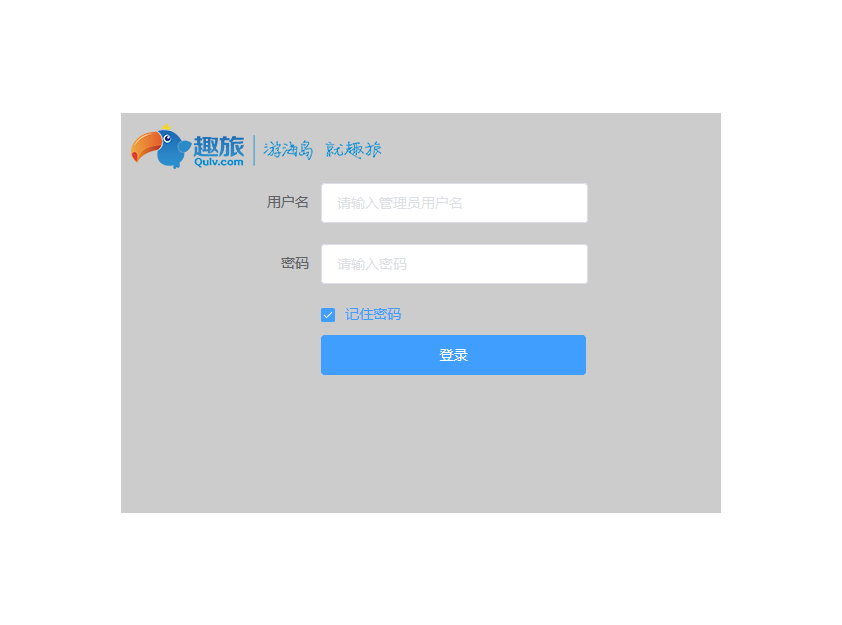 趣旅
Qulv.com
游海岛 就趣旅
用户名
请输入管理员用户名
密码
请输入密码
记住密码
登录